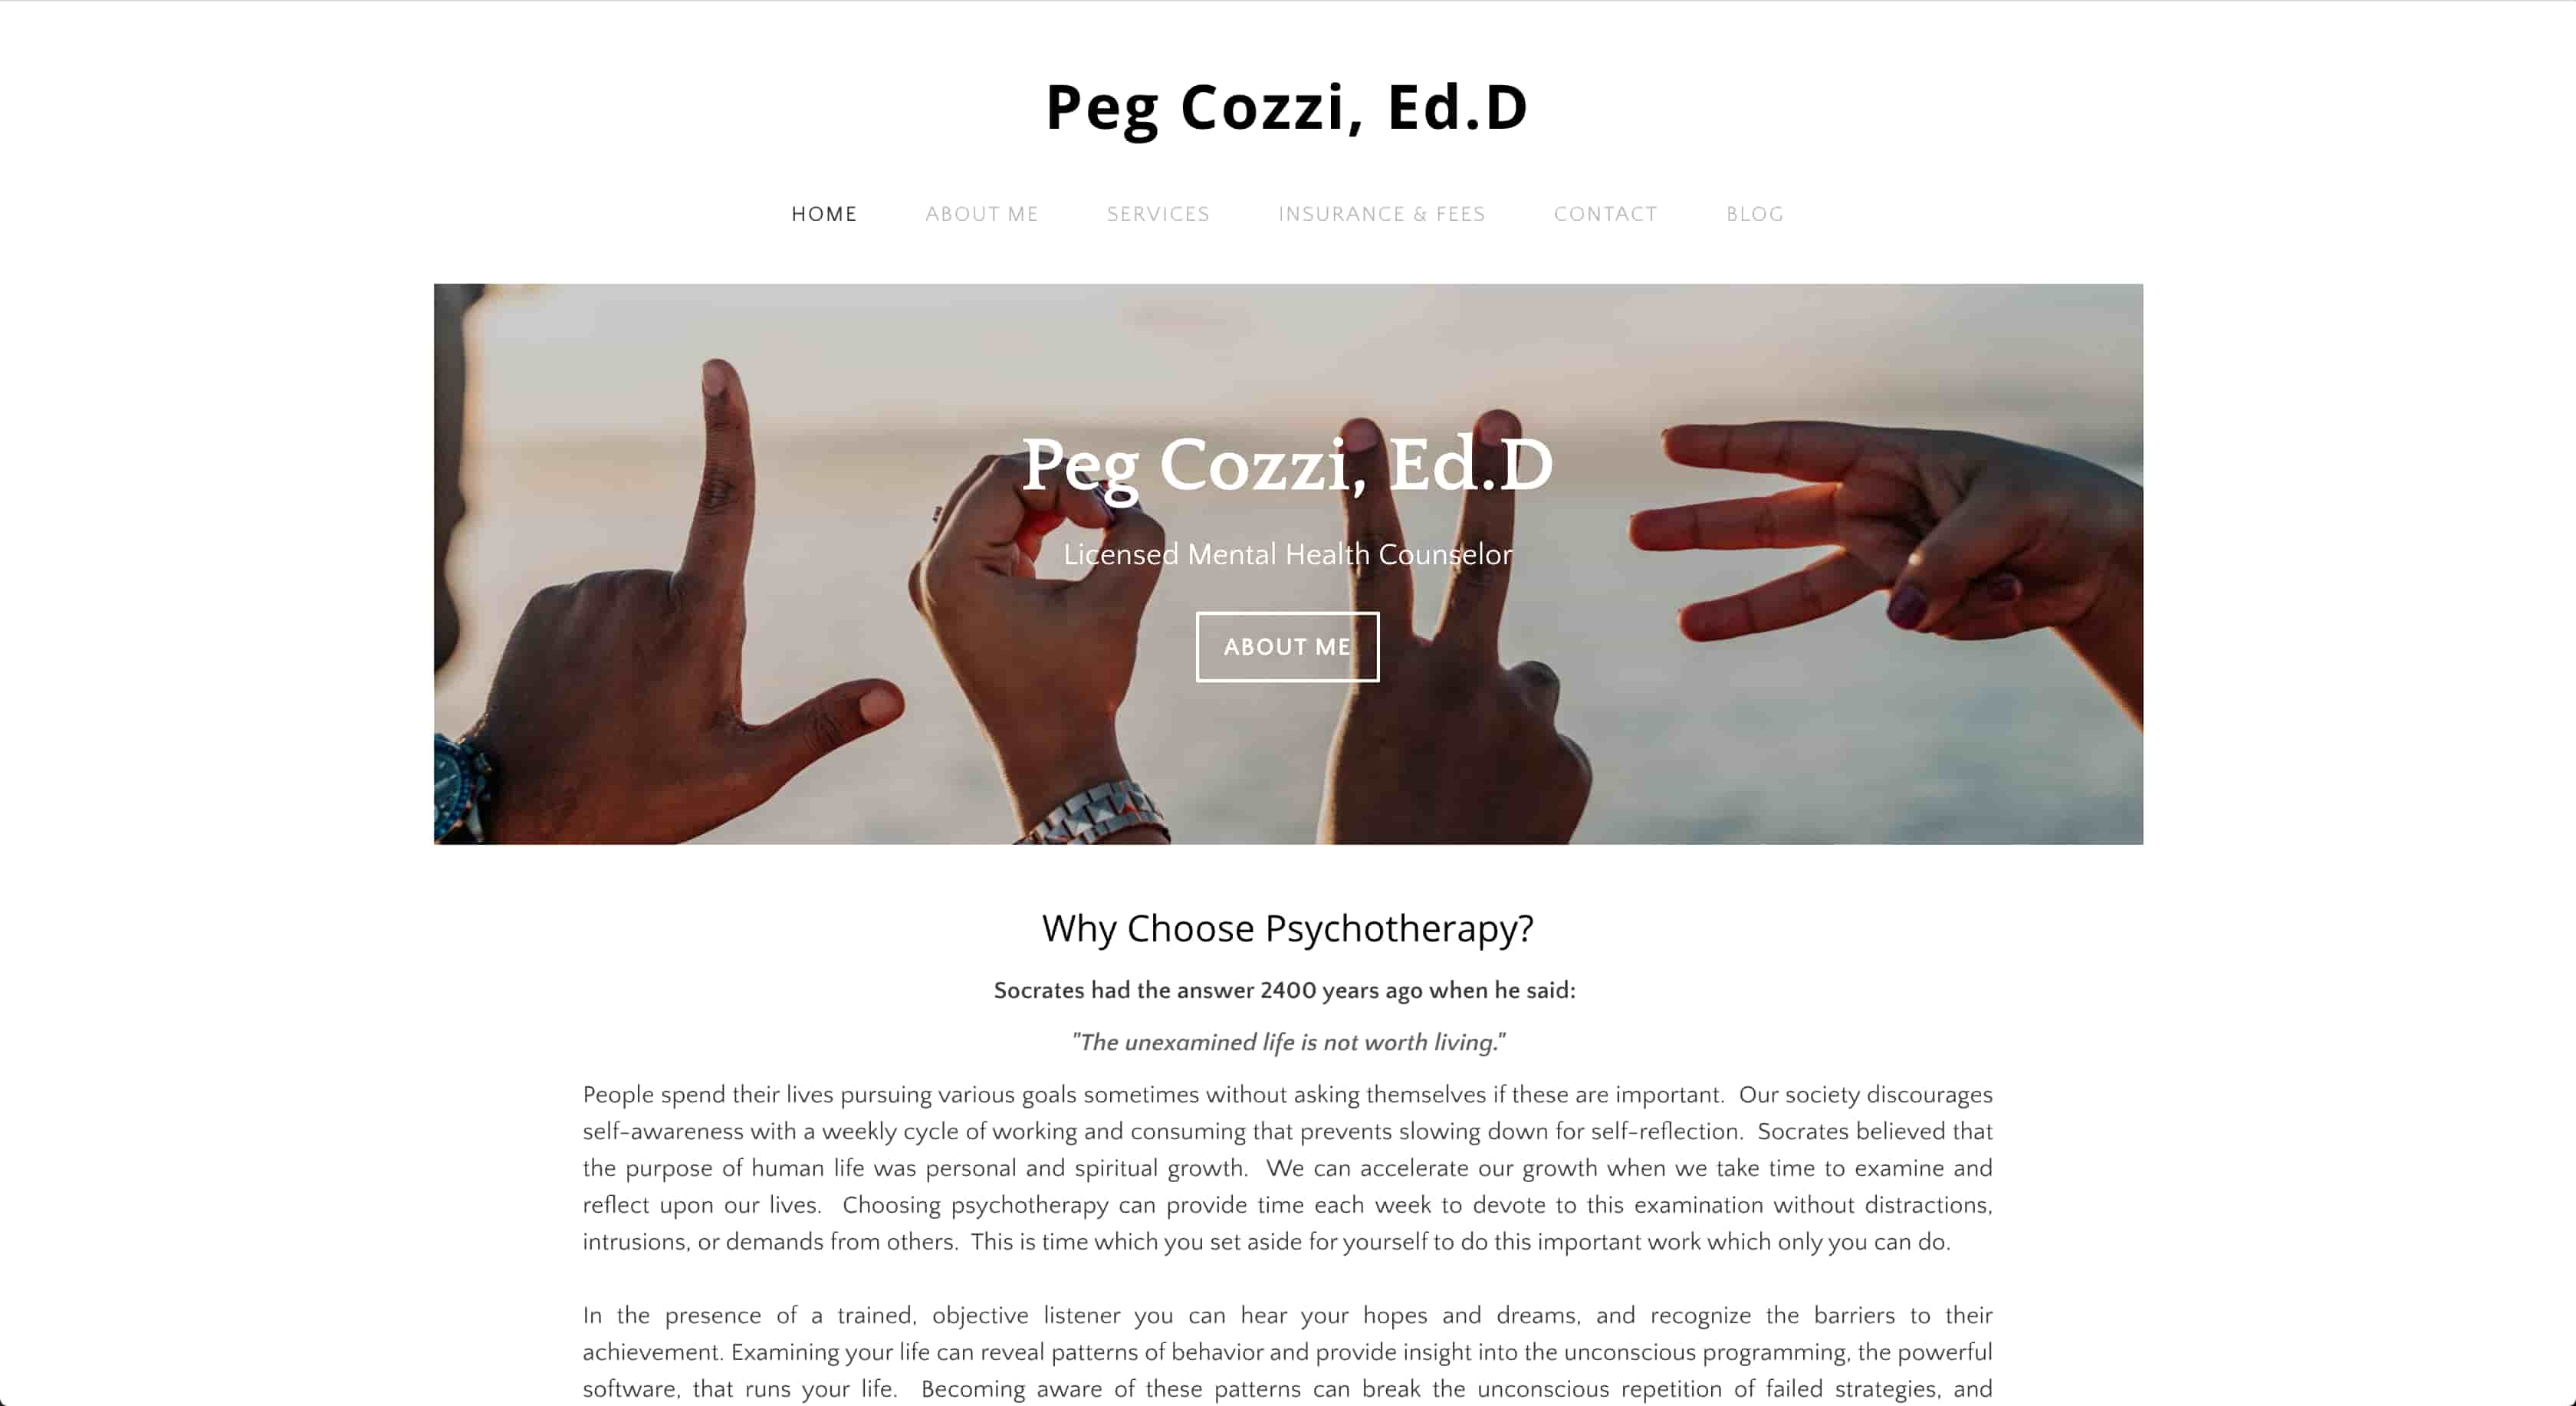 Peg Cozzi, Ed.D
HOME ABOUT ME SERVICES INSURANCE & FEES CONTACT BLOG
Peg Cozzi, Ed.D
Licensed Mental Health Counselor
ABOUT ME
Why Choose Psychotherapy?
Socrates had the answer 2400 years ago when he said:
"The unexamined life is not worth living."
People spend their lives pursuing various goals sometimes without asking themselves if these are important. Our society discourages
self-awareness with a weekly cycle of working and consuming that prevents slowing down for self-reflection. Socrates believed that
the purpose of human life was personal and spiritual growth. We can accelerate our growth when we take time to examine and
reflect upon our lives. Choosing psychotherapy can provide time each week to devote to this examination without distractions,
intrusions, or demands from others. This is time which you set aside for yourself to do this important work which only you can do.
In the presence of a trained, objective listener you can hear your hopes and dreams, and recognize the barriers to their
achievement. Examining your life can reveal patterns of behavior and provide insight into the unconscious programming, the powerful
software, that runs your life. Becoming aware of these patterns can break the unconscious repetition of failed strategies, and